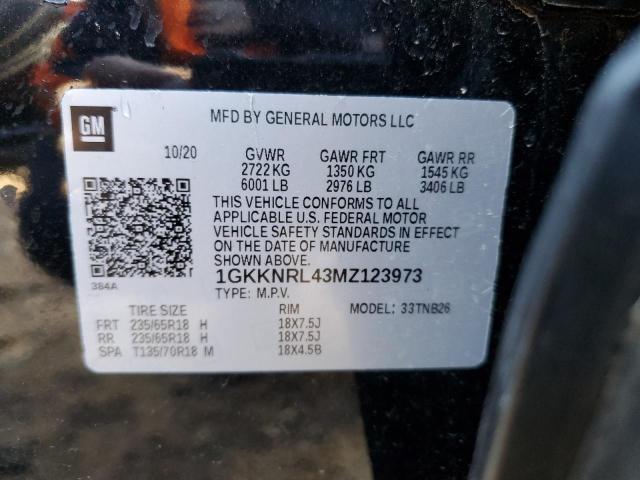 GM
MFD BY GENERAL MOTORS LLC
10/20 GVWR GAWR FRT GAWR RR
2722 KG 1350 KG 1545 KG
6001 LB 2976 LB 3406 LB
THIS VEHICLE CONFORMS TO ALL
APPLICABLE U.S. FEDERAL MOTOR
VEHICLE SAFETY STANDARDS IN EFFECT
ON THE DATE OF MANUFACTURE
SHOWN ABOVE.
384A 1GKKNRL43MZ123973
TYPE: M.P.V. MODEL: 33TNB26
TIRE SIZE RIM
FRT 235/65R18 H 18X7.5J
RR 235/65R18 H 18X7.5J
SPA T135/70R18 M 18X4.5B